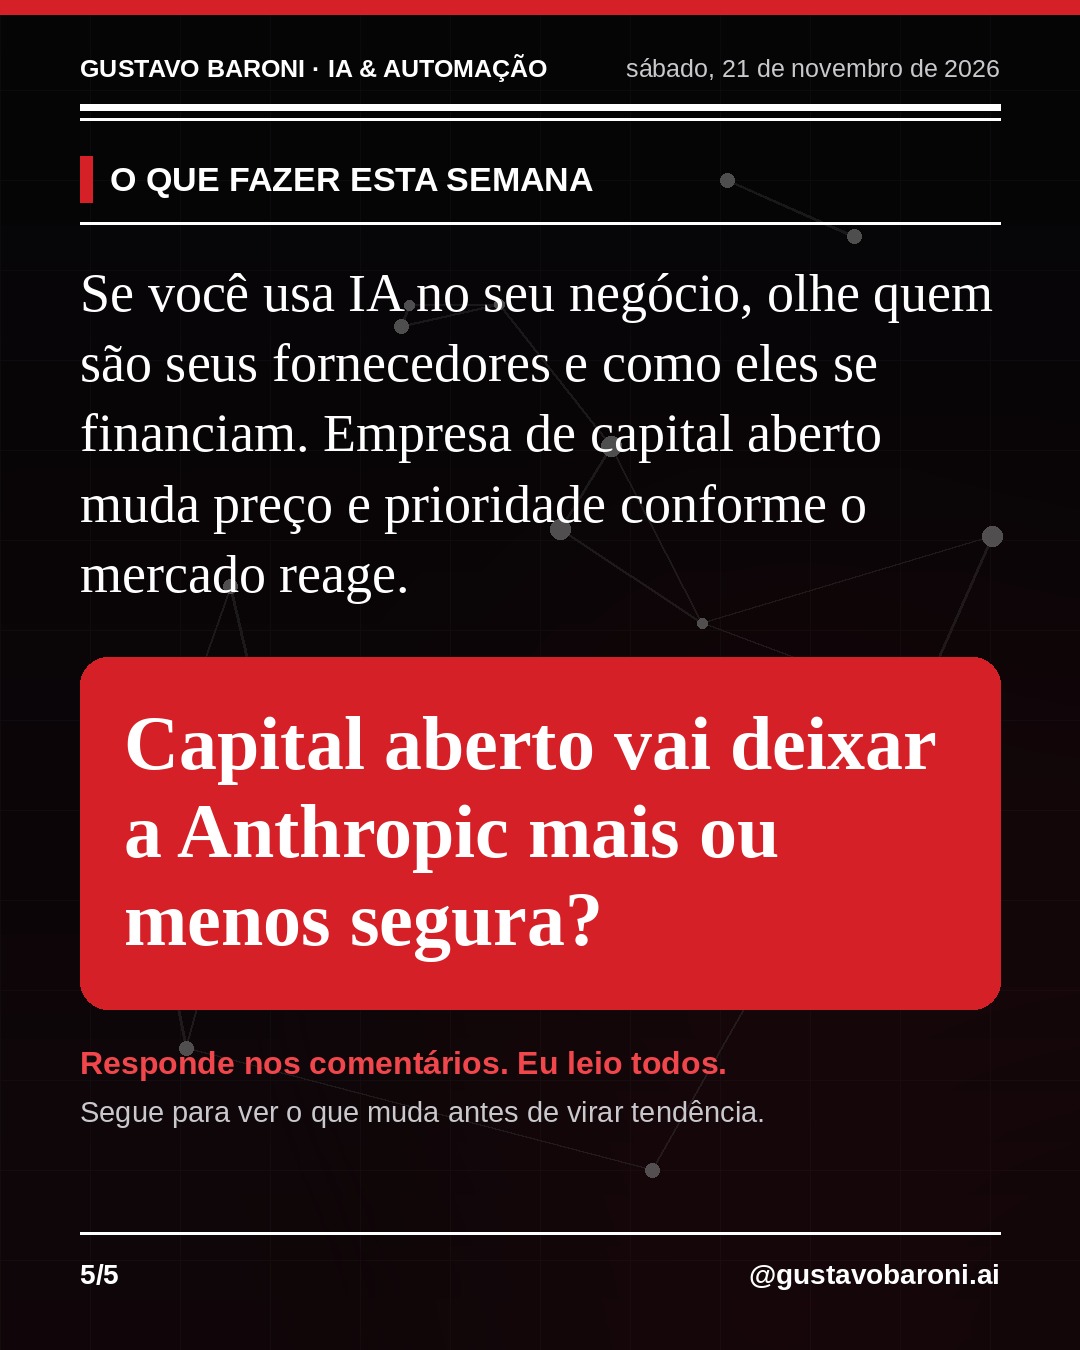 GUSTAVO BARONI · IA & AUTOMAÇÃO
sábado, 21 de novembro de 2026
O QUE FAZER ESTA SEMANA
Se você usa IA no seu negócio, olhe quem
são seus fornecedores e como eles se
financiam. Empresa de capital aberto
muda preço e prioridade conforme o
mercado reage.
Capital aberto vai deixar
a Anthropic mais ou
menos segura?
Responde nos comentários. Eu leio todos.
Segue para ver o que muda antes de virar tendência.
5/5
@gustavobaroni.ai